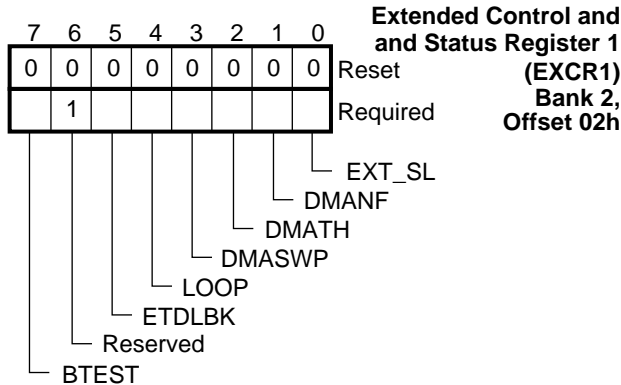 Extended Control and
and Status Register 1
(EXCR1)
Bank 2,
Offset 02h
7 6 5 4 3 2 1 0
0 0 0 0 0 0 0 0 Reset
1 Required
EXT_SL
DMANF
DMATH
DMASWP
LOOP
ETDLBK
Reserved
BTEST